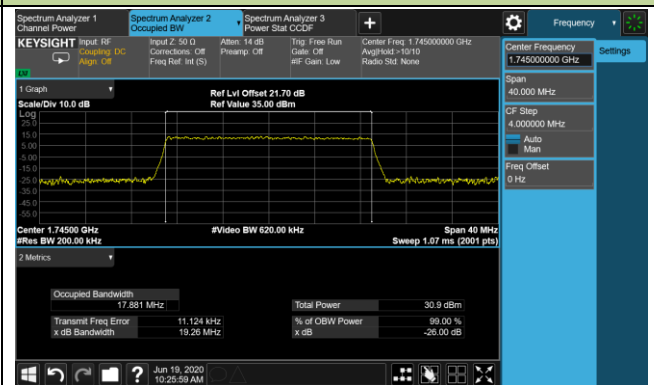 Spectrum Analyzer 1
Channel Power
Spectrum Analyzer 2
Occupied BW
Spectrum Analyzer 3
Power Stat CCDF
Frequency
KEYSIGHT
Input: RF
Coupling: DC
Align: Off
Input Z: 50 Ω
Corrections: Off
Freq Ref: Int (S)
Atten: 14 dB
Preamp: Off
Trig: Free Run
Gate: Off
#IF Gain: Low
Center Freq: 1.745000000 GHz
Avg|Hold:>10/10
Radio Std: None
Center Frequency
1.745000000 GHz
Settings
Span
40.000 MHz
CF Step
4.000000 MHz
Auto
Man
Freq Offset
0 Hz
1 Graph
Scale/Div 10.0 dB
Ref Lvl Offset 21.70 dB
Ref Value 35.00 dBm
Log
25.0
15.0
5.00
-5.00
-15.0
-25.0
-35.0
-45.0
-55.0
Center 1.74500 GHz
#Video BW 620.00 kHz
Span 40 MHz
#Res BW 200.00 kHz
Sweep 1.07 ms (2001 pts)
2 Metrics
Occupied Bandwidth
17.881 MHz
Total Power
30.9 dBm
Transmit Freq Error
11.124 kHz
% of OBW Power
99.00 %
x dB Bandwidth
19.26 MHz
x dB
-26.00 dB
Jun 19, 2020
10:25:59 AM